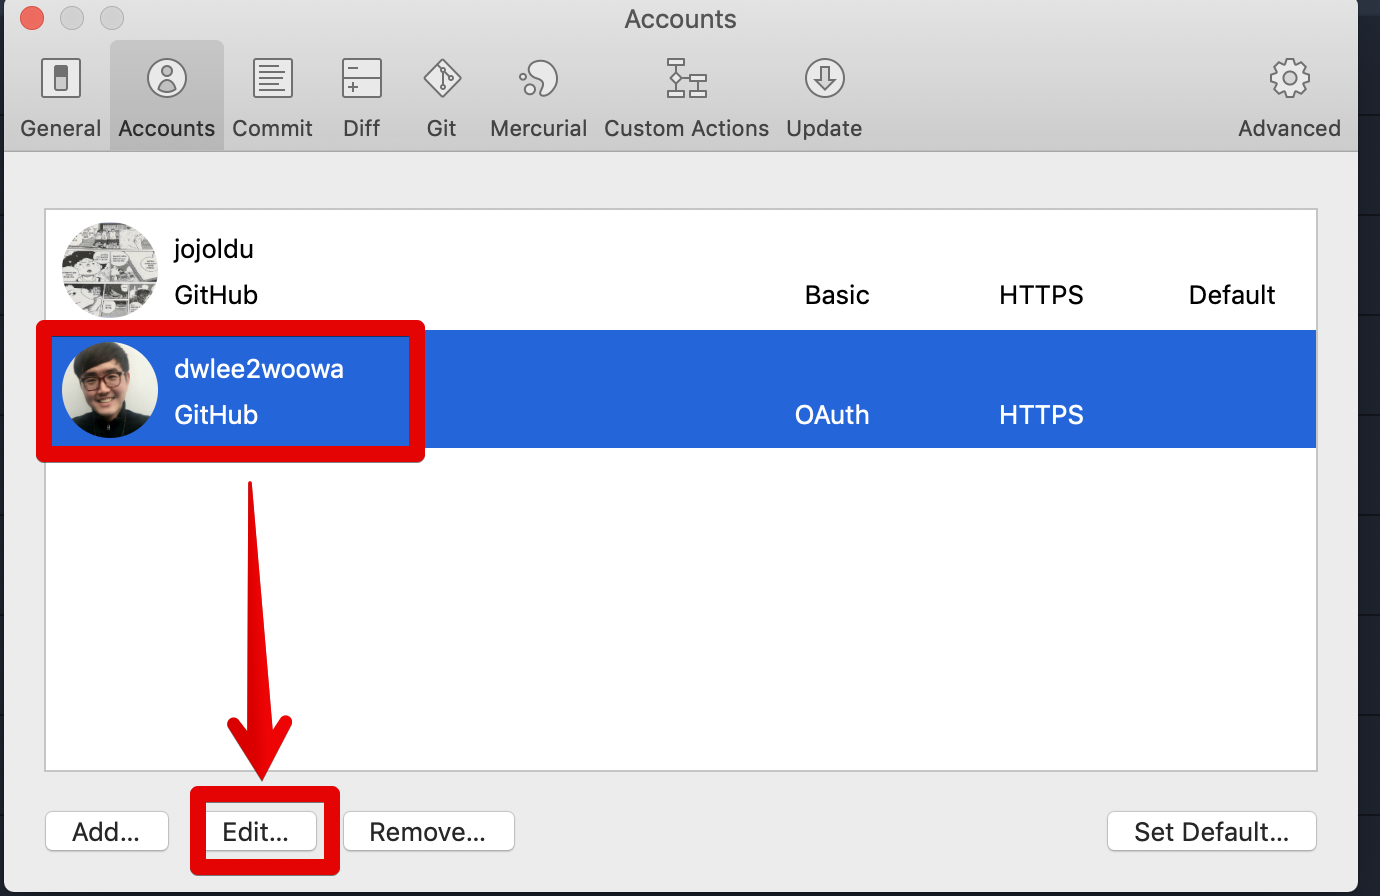 Accounts
General Accounts Commit Diff Git Mercurial Custom Actions Update Advanced
jojoldu
GitHub Basic HTTPS Default
dwlee2woowa
GitHub OAuth HTTPS
Add... Edit... Remove... Set Default...